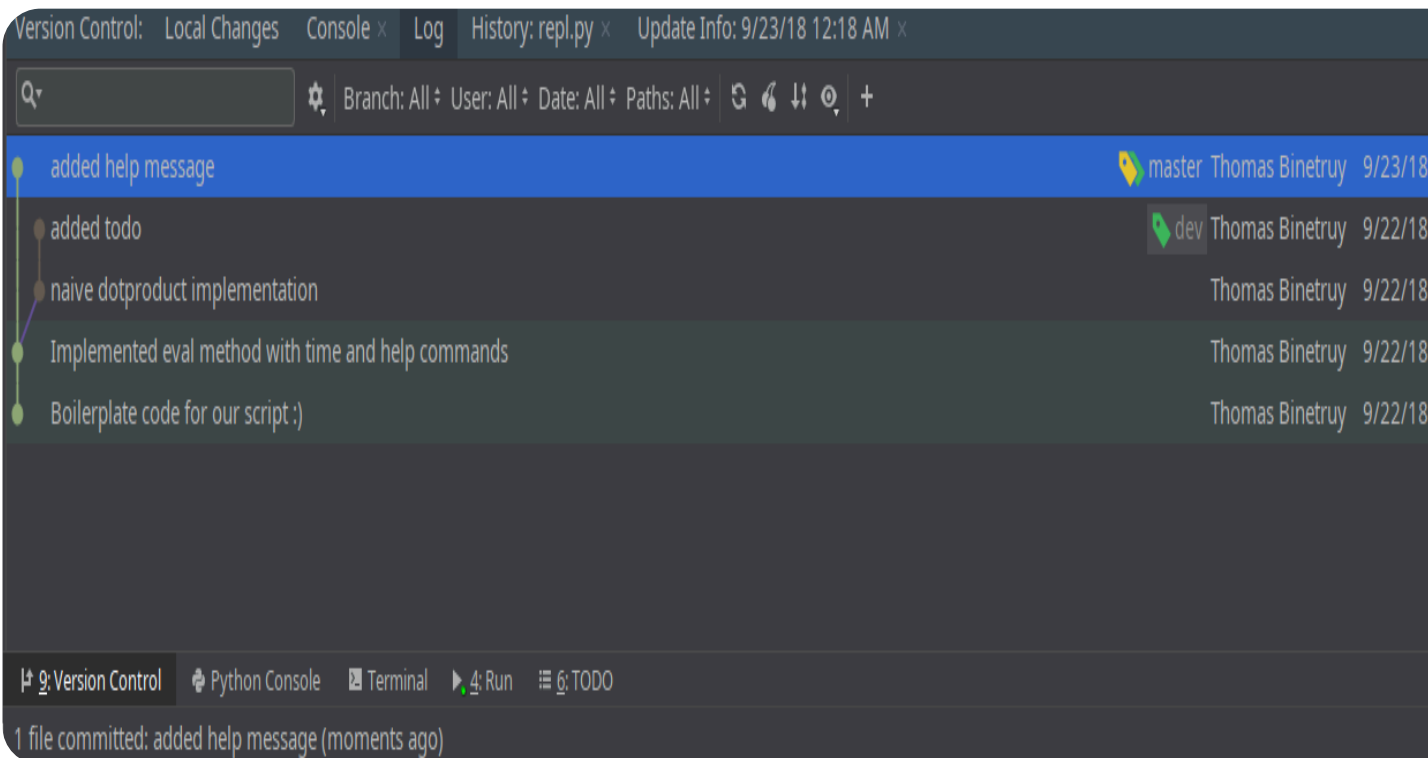 Version Control: Local Changes Console × Log History: repl.py × Update Info: 9/23/18 12:18 AM ×
Branch: All User: All Date: All Paths: All
added help message master Thomas Binetruy 9/23/18
added todo dev Thomas Binetruy 9/22/18
naive dotproduct implementation Thomas Binetruy 9/22/18
Implemented eval method with time and help commands Thomas Binetruy 9/22/18
Boilerplate code for our script :) Thomas Binetruy 9/22/18
9: Version Control Python Console Terminal 4: Run 6: TODO
1 file committed: added help message (moments ago)